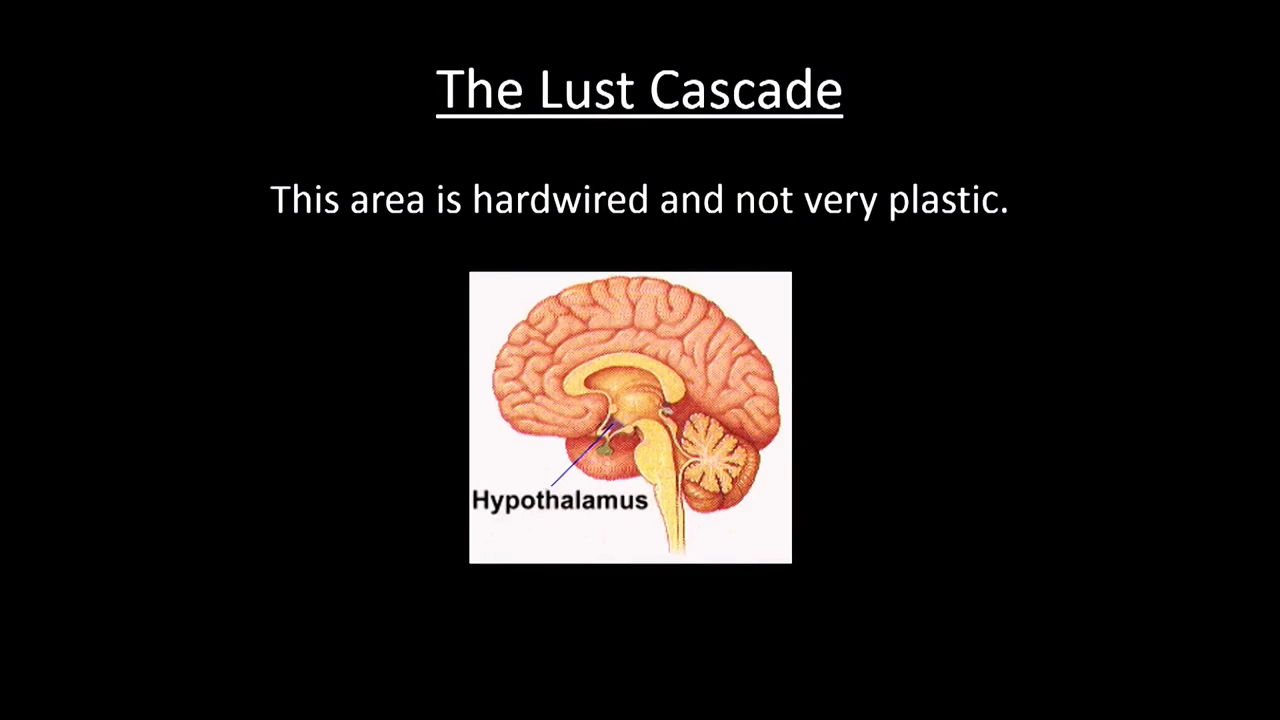 The Lust Cascade
This area is hardwired and not very plastic.
Hypothalamus